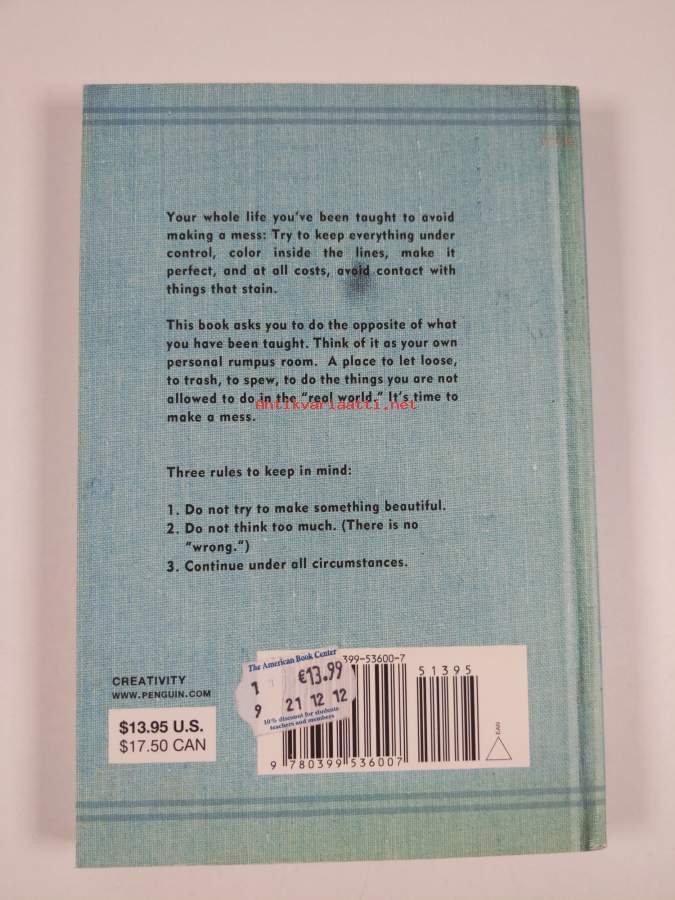 Your whole life you've been taught to avoid
making a mess: Try to keep everything under
control, color inside the lines, make it
perfect, and at all costs, avoid contact with
things that stain.
This book asks you to do the opposite of what
you have been taught. Think of it as your own
personal rumpus room. A place to let loose,
to trash, to spew, to do the things you are not
allowed to do in the "real world." It's time to
make a mess.
Antikvariaatti.net
Three rules to keep in mind:
1. Do not try to make something beautiful.
2. Do not think too much. (There is no
"wrong.")
3. Continue under all circumstances.
CREATIVITY
WWW.PENGUIN.COM
$13.95 U.S.
$17.50 CAN
The American Book Center
1 €13.99
9 21 12 12
10% discount for students
teachers and members
399-53600-7
51395
EAN
9 780399 536007